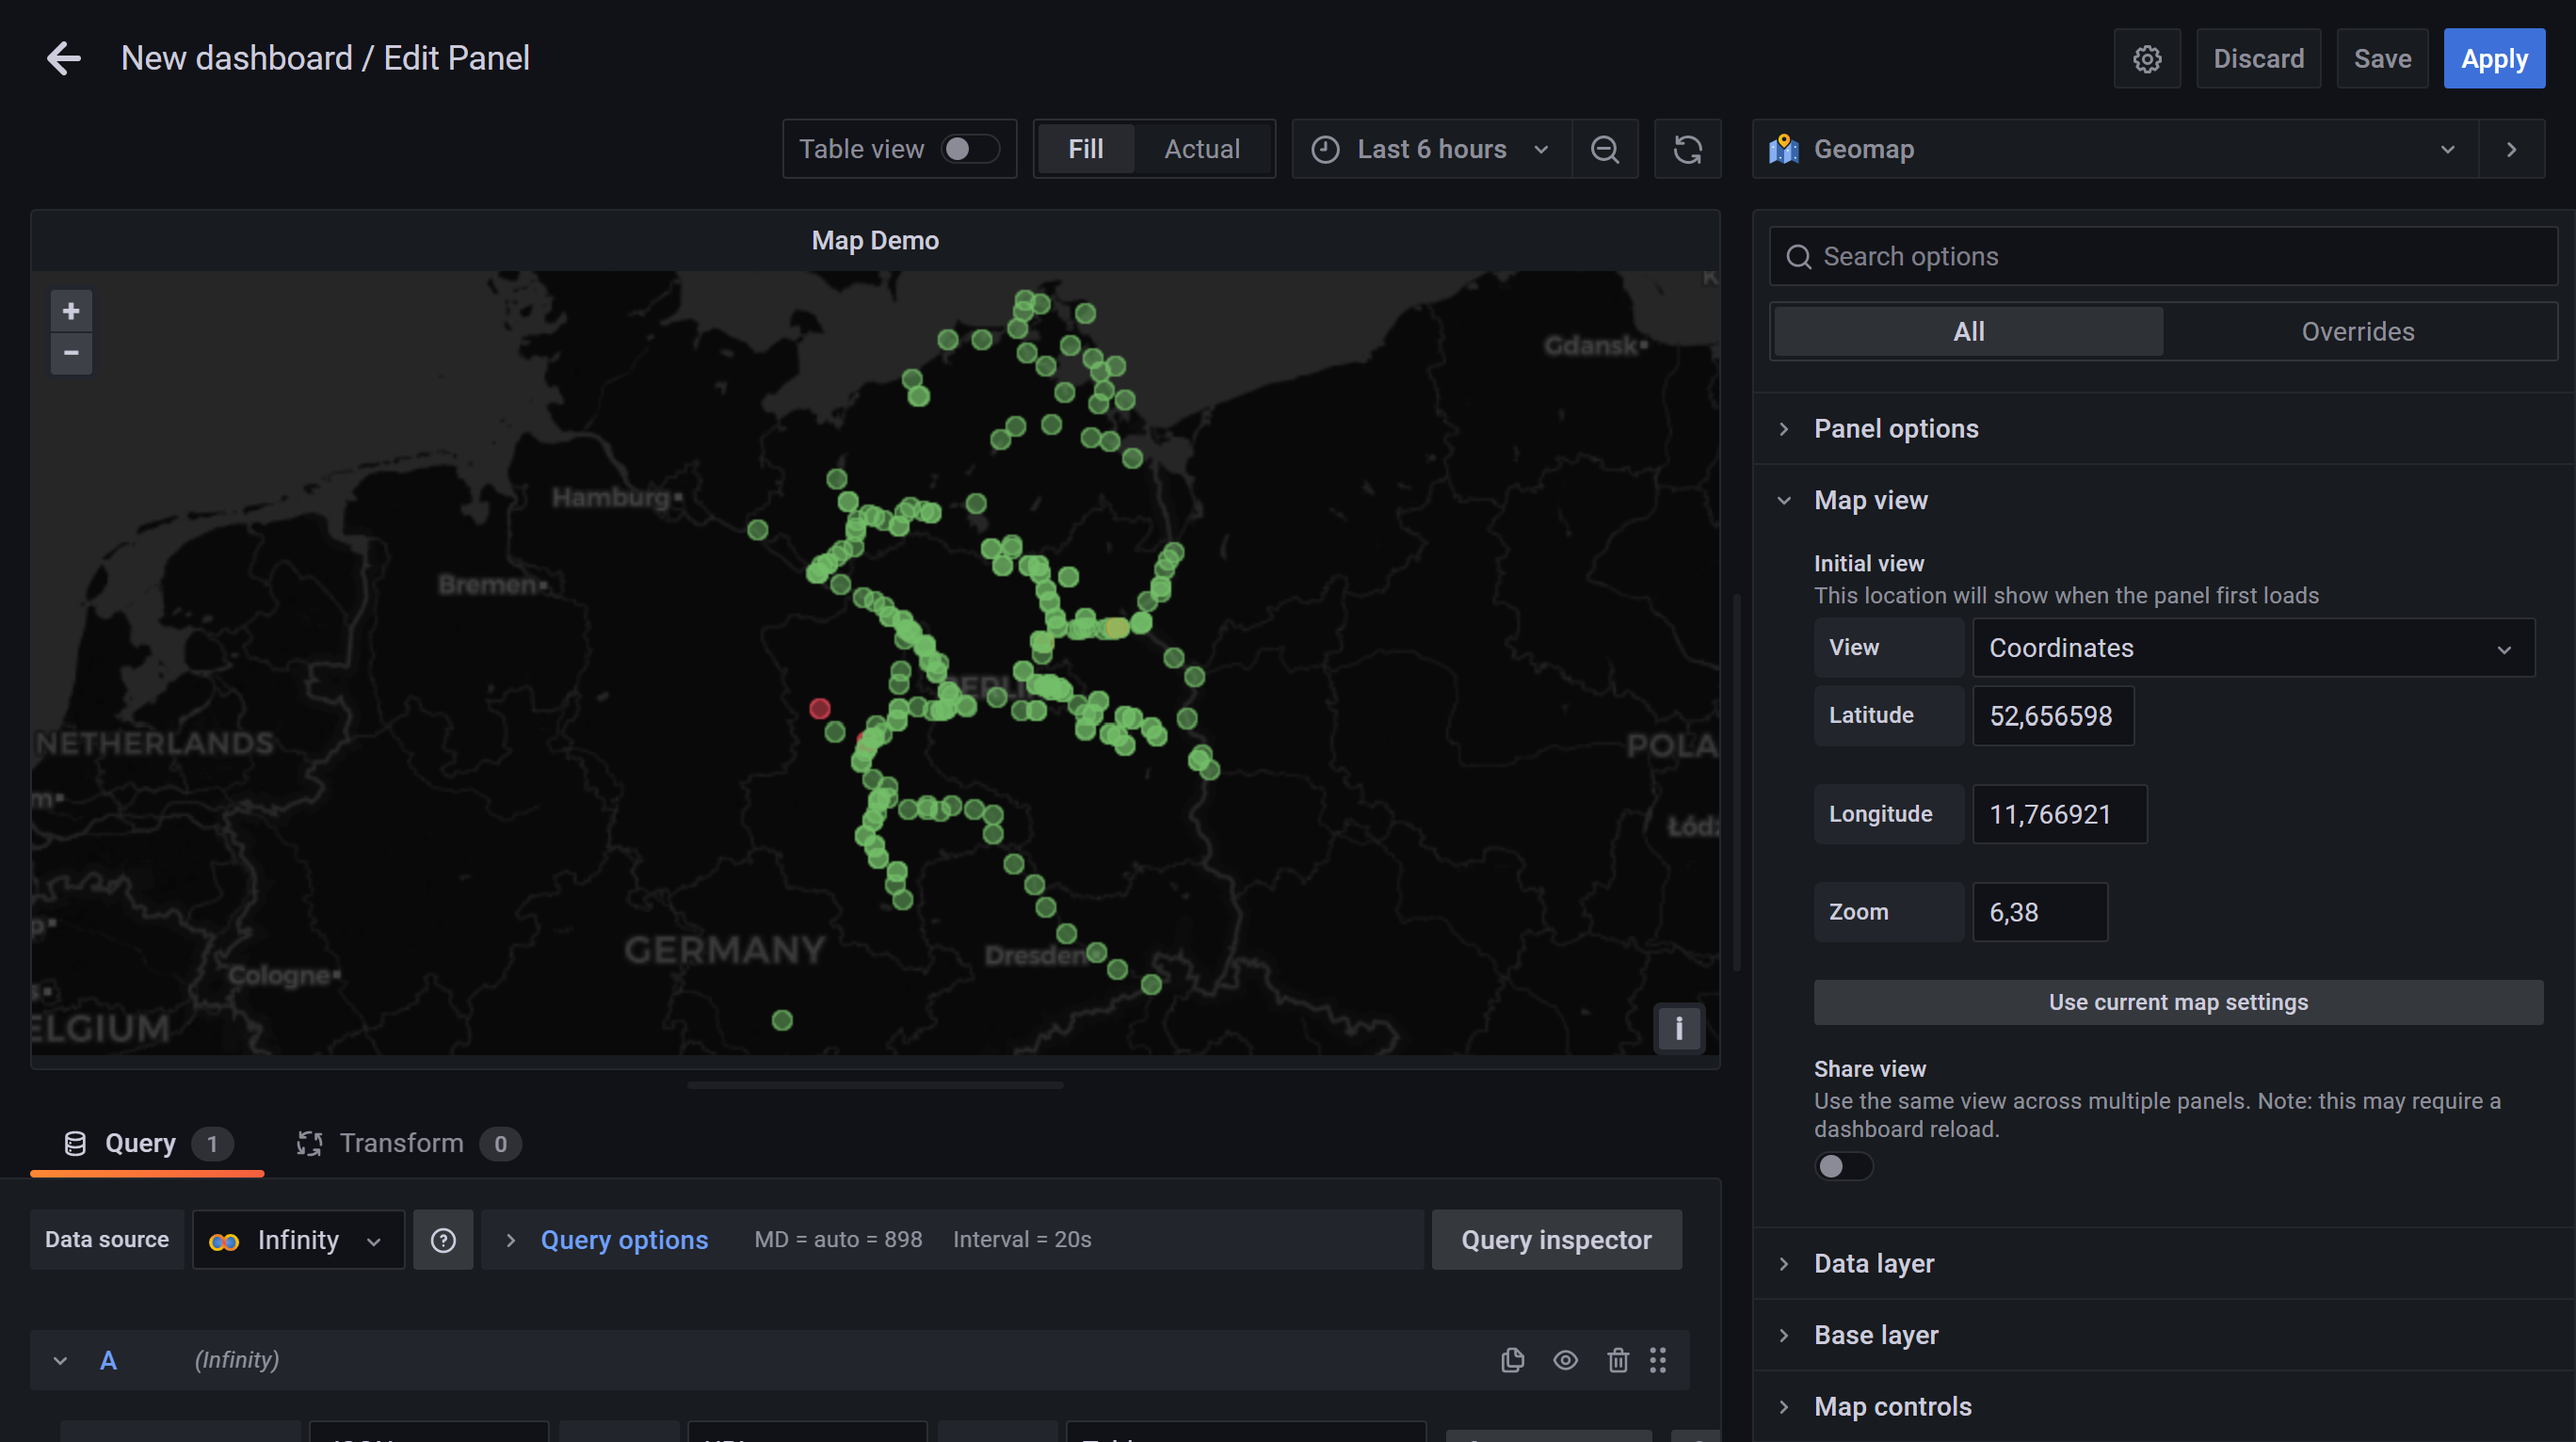 New dashboard / Edit Panel
Discard
Save
Apply
Table view
Fill
Actual
Last 6 hours
Geomap
Map Demo
Search options
All
Overrides
Gdansk
Panel options
Hamburg
Map view
Bremen
Initial view
This location will show when the panel first loads
View
Coordinates
Latitude
52,656598
NETHERLANDS
POLA
Longitude
11,766921
Łódź
Zoom
6,38
GERMANY
Dresden
Cologne
Use current map settings
ELGIUM
i
Share view
Use the same view across multiple panels. Note: this may require a
dashboard reload.
Query 1
Transform 0
Data source
Infinity
Query options
MD = auto = 898
Interval = 20s
Query inspector
Data layer
Base layer
A
(Infinity)
Map controls